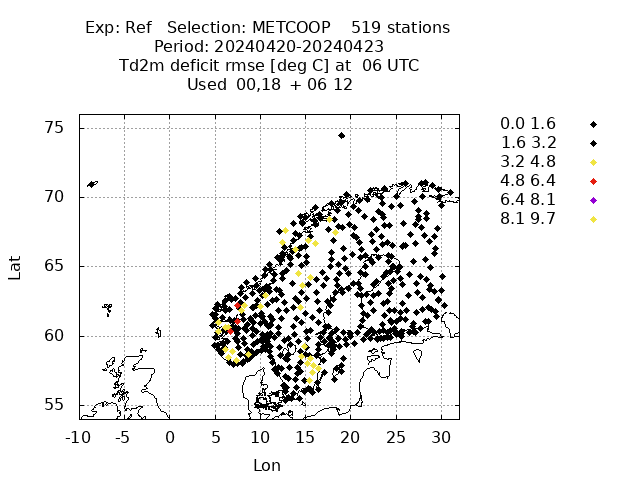 Exp: Ref   Selection: METCOOP    519 stations
Period: 20240420-20240423
Td2m deficit rmse [deg C] at  06 UTC
Used  00,18  + 06 12
0.0 1.6
1.6 3.2
3.2 4.8
4.8 6.4
6.4 8.1
8.1 9.7
75
70
65
60
55
Lat
-10 -5 0 5 10 15 20 25 30
Lon